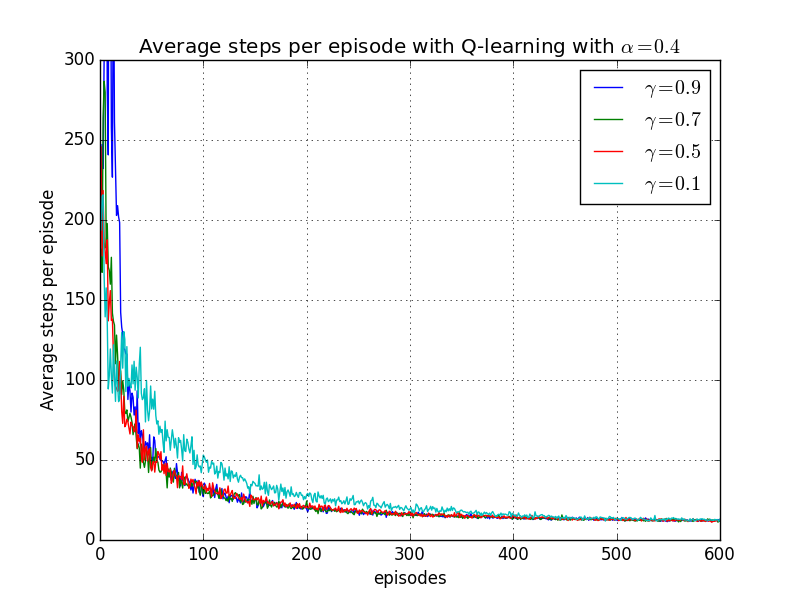 Average steps per episode with Q-learning with α=0.4
γ=0.9
γ=0.7
γ=0.5
γ=0.1
Average steps per episode
300
250
200
150
100
50
0
0 100 200 300 400 500 600
episodes